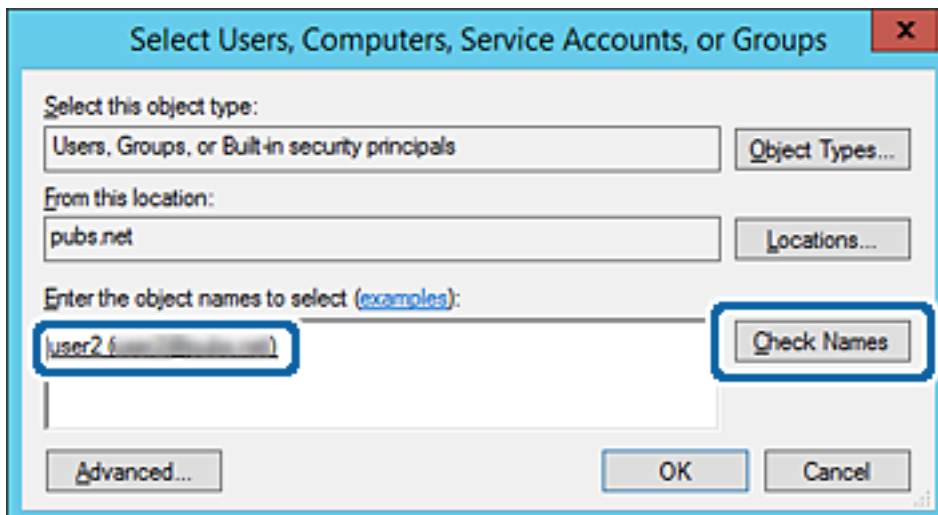 Select Users, Computers, Service Accounts, or Groups
x
Select this object type:
Users, Groups, or Built-in security principals
Object Types...
From this location:
pubs.net
Locations...
Enter the object names to select (examples):
user2 ( )
Check Names
Advanced...
OK
Cancel